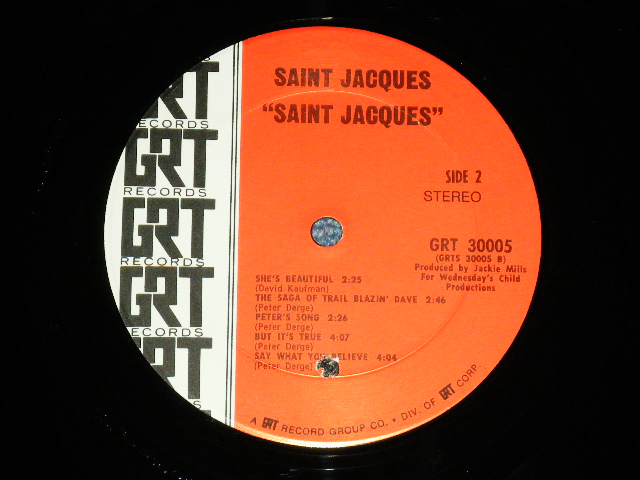 SAINT JACQUES
"SAINT JACQUES"
GRT
RECORDS
GRT
RECORDS
GRT
RECORDS
GRT
RECORDS
GRT
SIDE 2
STEREO
GRT 30005
(GRTS 30005 B)
Produced by Jackie Mills
For Wednesday's Child
Productions
SHE'S BEAUTIFUL 2:25
(David Kaufman)
THE SAGA OF TRAIL BLAZIN' DAVE 2:46
(Peter Derge)
PETER'S SONG 2:26
(Peter Derge)
BUT IT'S TRUE 4:07
(Peter Derge)
SAY WHAT YOU BELIEVE 4:04
(Peter Derge)
A GRT RECORD GROUP CO. • DIV. OF GRT CORP.